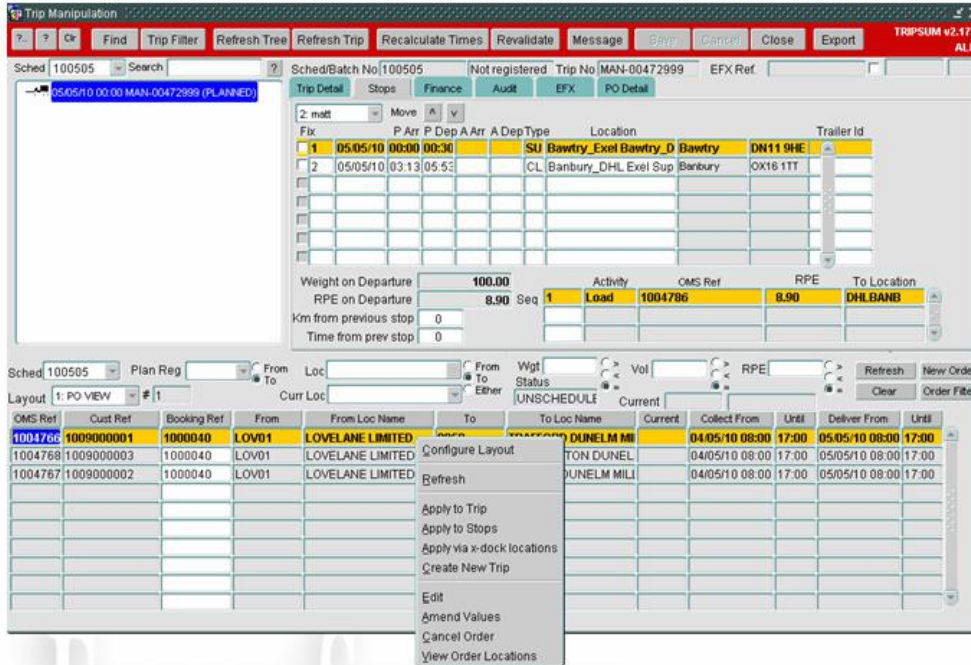 Trip Manipulation
?.. ? Clr Find Trip Filter Refresh Tree Refresh Trip Recalculate Times Revalidate Message Save Cancel Close Export TRIPSUM v2.17
Sched 100505 Search ? Sched/Batch No 100505 Not registered Trip No MAN-00472999 EFX Ref.
05/05/10 00:00 MAN-00472999 (PLANNED)
Trip Detail Stops Finance Audit EFX PO Detail
2: matt Move ^ v
Fix P Arr P Dep A Arr A Dep Type Location Trailer Id
1 05/05/10 00:00 00:30 SU Bawtry_Exel Bawtry_D Bawtry DN11 9HE
2 05/05/10 03:13 05:53 CL Banbury_DHL Exel Sup Banbury OX16 1TT
Weight on Departure 100.00 Activity OMS Ref RPE To Location
RPE on Departure 8.90 Seq 1 Load 1004786 8.90 DHLBANB
Km from previous stop 0
Time from prev stop 0
Sched 100505 Plan Reg From To Loc From To Either Wgt > < = Vol > < = RPE > < = Refresh New Orde
Layout 1: PO VIEW # 1 Curr Loc Status UNSCHEDULE Current Clear Order Filte
OMS Ref Cust Ref Booking Ref From From Loc Name To To Loc Name Current Collect From Until Deliver From Until
1004766 1009000001 1000040 LOV01 LOVELANE LIMITED TRAFFORD DUNELM MI 04/05/10 08:00 17:00 05/05/10 08:00 17:00
1004768 1009000003 1000040 LOV01 LOVELANE LIMITED TON DUNEL 04/05/10 08:00 17:00 05/05/10 08:00 17:00
1004767 1009000002 1000040 LOV01 LOVELANE LIMITED DUNELM MILL 04/05/10 08:00 17:00 05/05/10 08:00 17:00
Configure Layout
Refresh
Apply to Trip
Apply to Stops
Apply via x-dock locations
Create New Trip
Edit
Amend Values
Cancel Order
View Order Locations